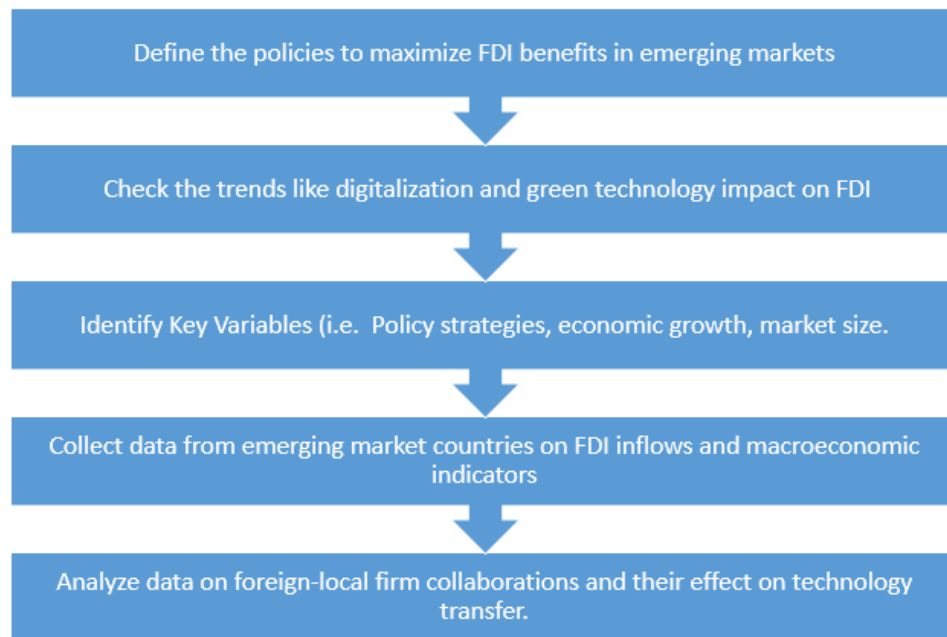 Define the policies to maximize FDI benefits in emerging markets
Check the trends like digitalization and green technology impact on FDI
Identify Key Variables (i.e.  Policy strategies, economic growth, market size.
Collect data from emerging market countries on FDI inflows and macroeconomic
indicators
Analyze data on foreign-local firm collaborations and their effect on technology
transfer.